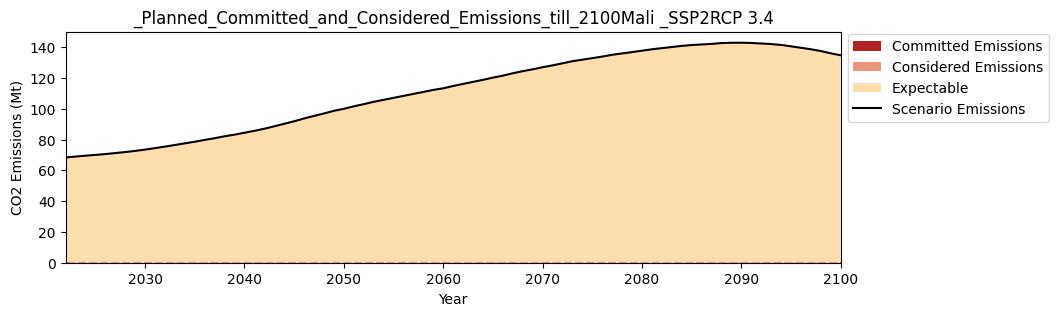 _Planned_Committed_and_Considered_Emissions_till_2100Mali _SSP2RCP 3.4
140
120
100
80
60
40
20
0
CO2 Emissions (Mt)
2030 2040 2050 2060 2070 2080 2090 2100
Year
Committed Emissions
Considered Emissions
Expectable
Scenario Emissions